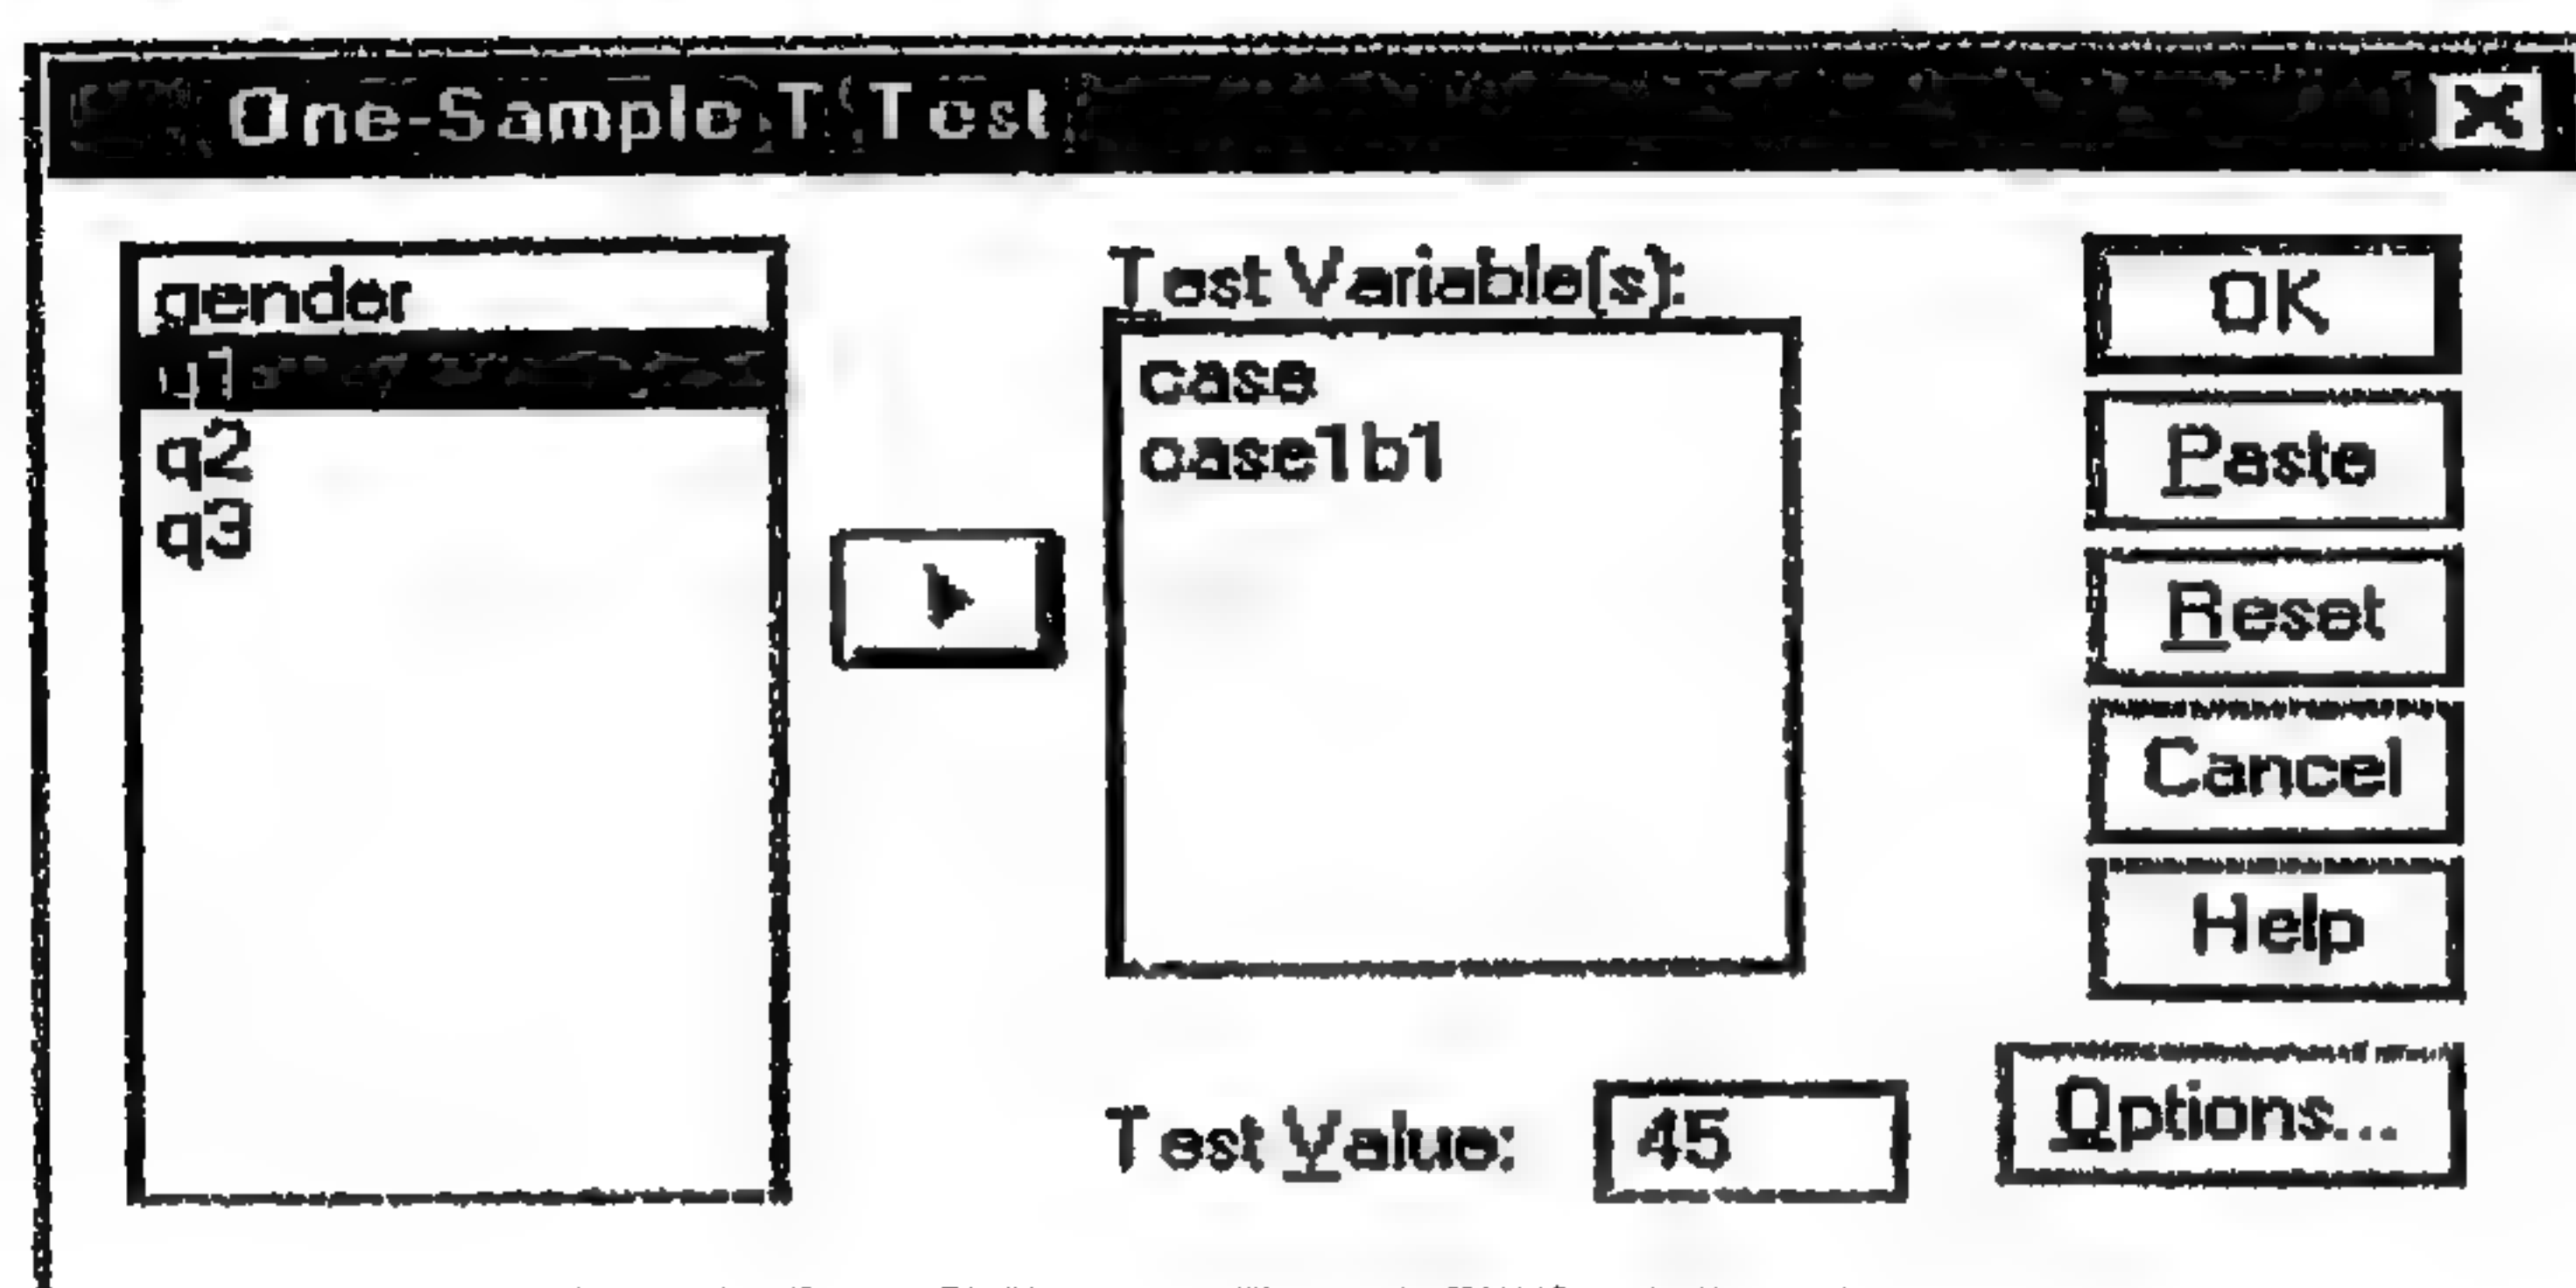 One-Sample T Test
gender
q1
q2
q3
Test Variable(s):
case
case1b1
Test Value: 45
OK
Paste
Reset
Cancel
Help
Options...